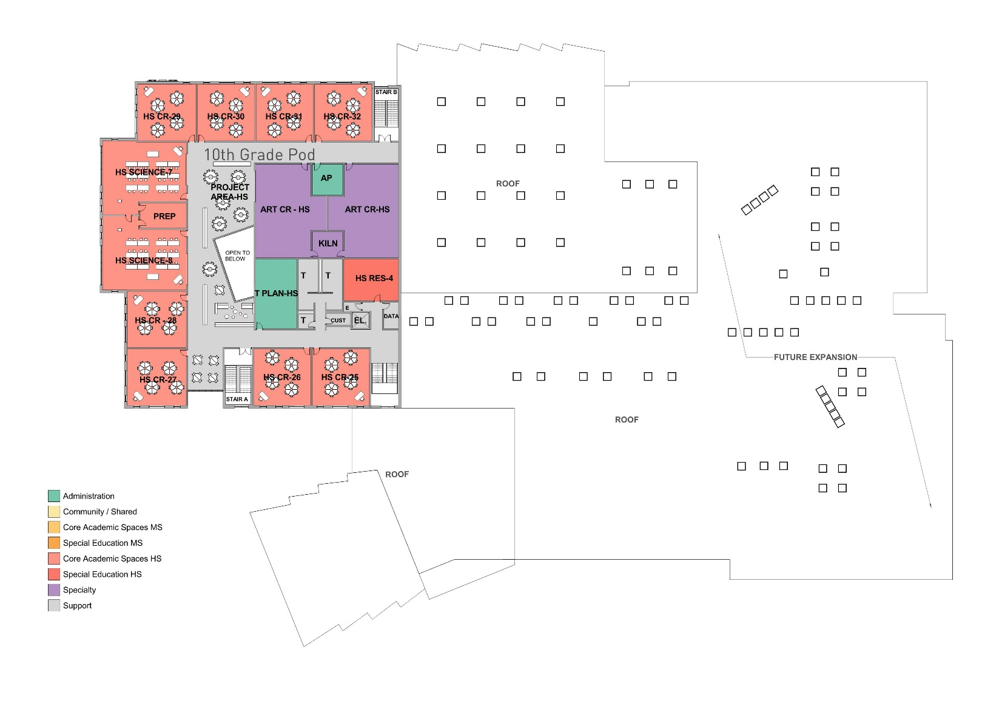 STAIR B
HS CR-29
HS CR-30
HS CR-31
HS CR-32
10th Grade Pod
HS SCIENCE-7
AP
PROJECT
AREA-HS
ROOF
ART CR - HS
ART CR-HS
PREP
KILN
OPEN TO
BELOW
HS SCIENCE-8
T
T
HS RES-4
T PLAN-HS
E
HS CR - 28
T
CUST
EL.
DATA
FUTURE EXPANSION
HS CR-27
HS CR-26
HS CR-25
STAIR A
ROOF
ROOF
Administration
Community / Shared
Core Academic Spaces MS
Special Education MS
Core Academic Spaces HS
Special Education HS
Specialty
Support